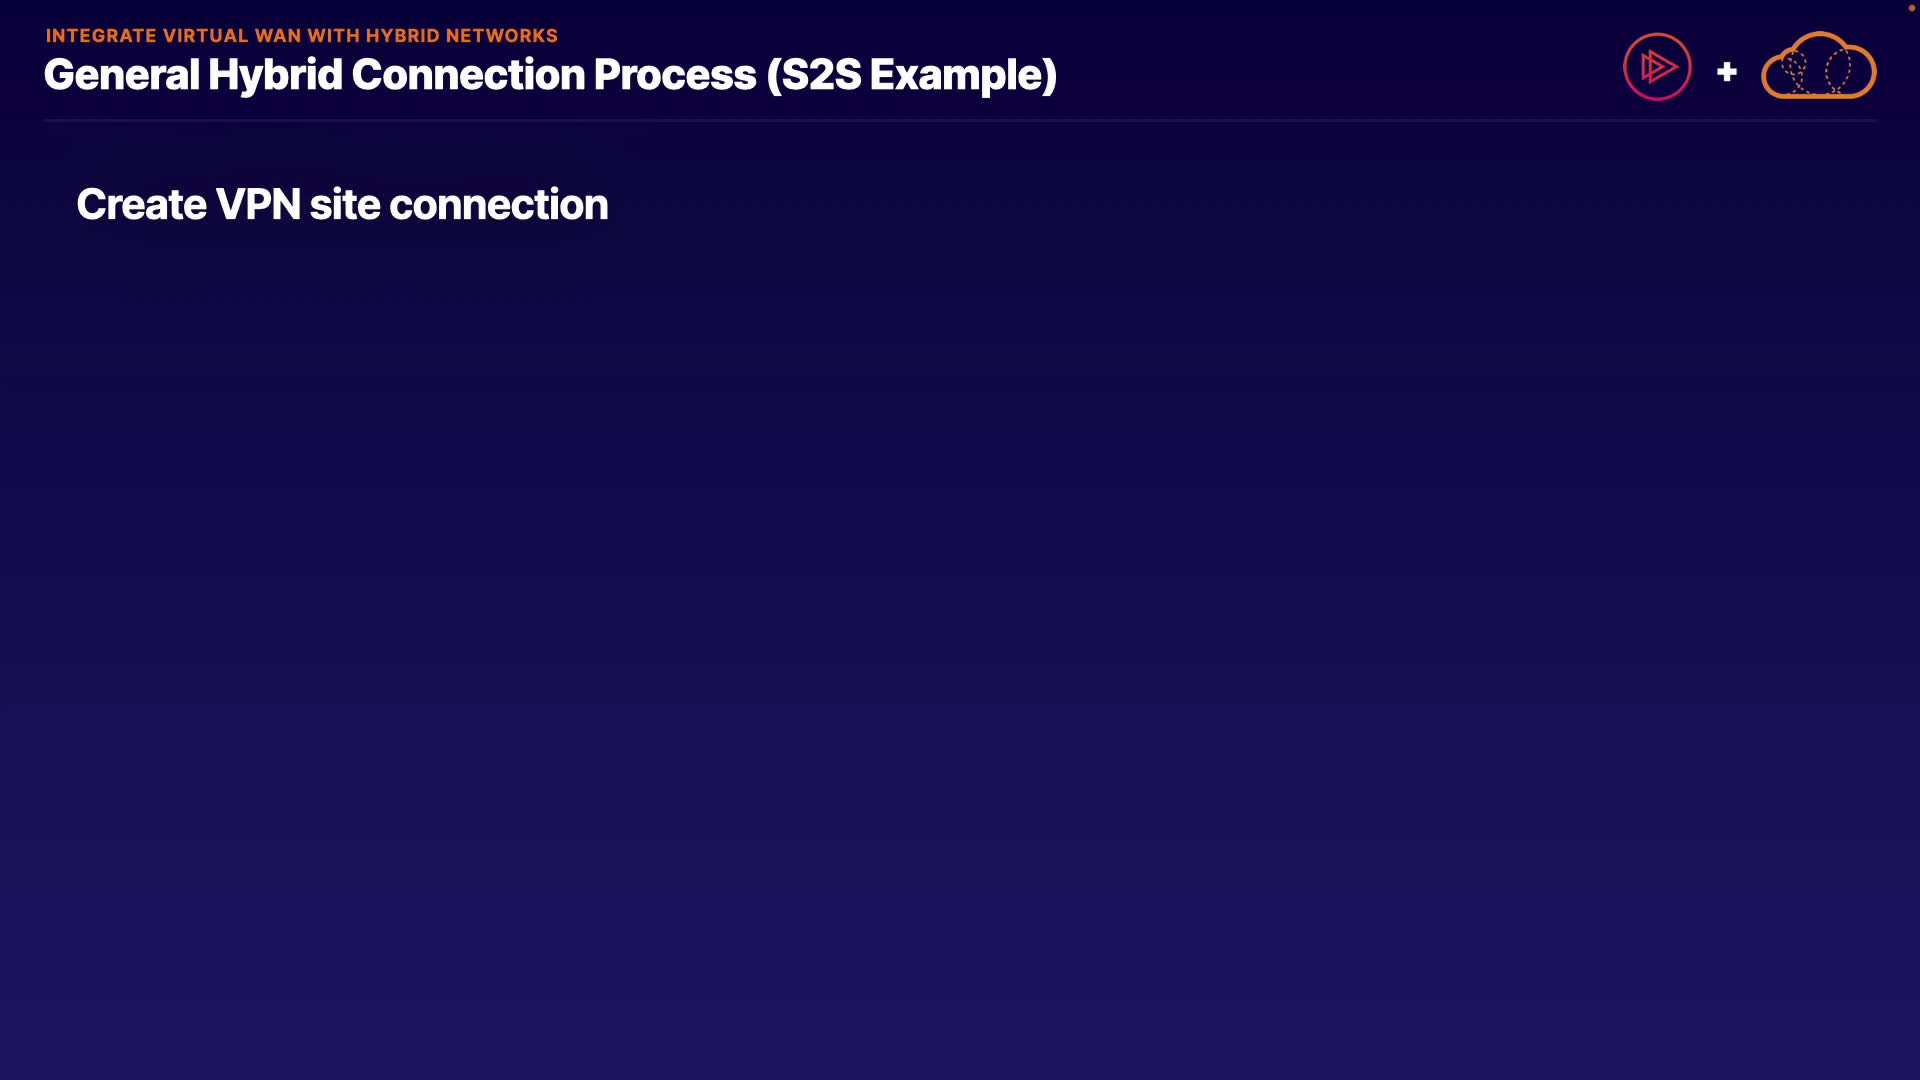 INTEGRATE VIRTUAL WAN WITH HYBRID NETWORKS
General Hybrid Connection Process (S2S Example)
+
Create VPN site connection